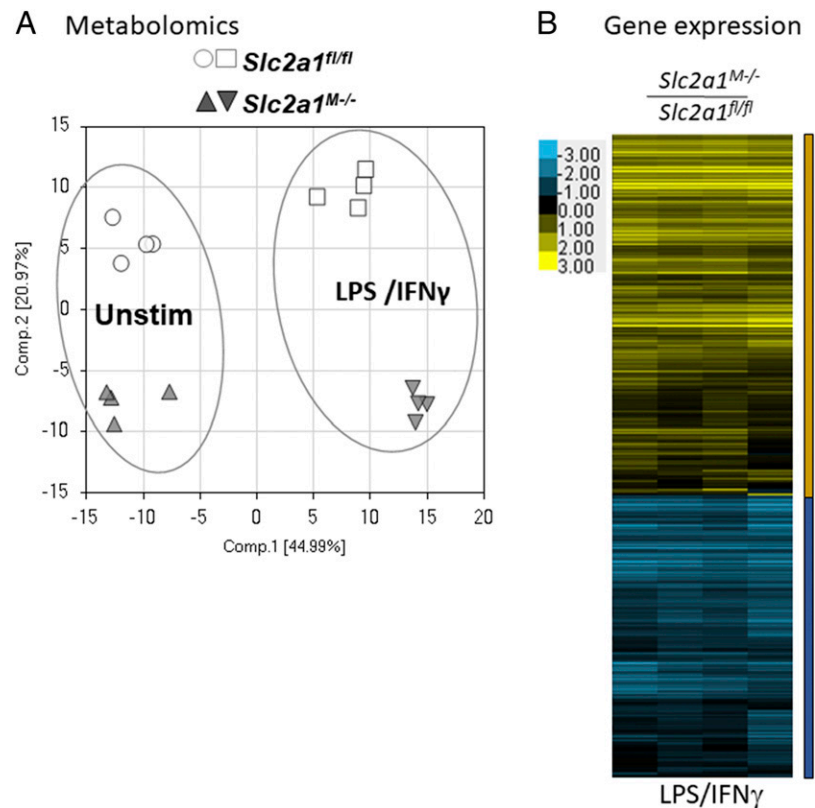 A Metabolomics
Slc2a1fl/fl
Slc2a1M-/-
15
10
5
0
-5
-10
-15
Comp.2 [20.97%]
Unstim
LPS /IFNγ
-15 -10 -5 0 5 10 15 20
Comp.1 [44.99%]
B Gene expression
Slc2a1M-/-
Slc2a1fl/fl
-3.00
-2.00
-1.00
0.00
1.00
2.00
3.00
LPS/IFNγ